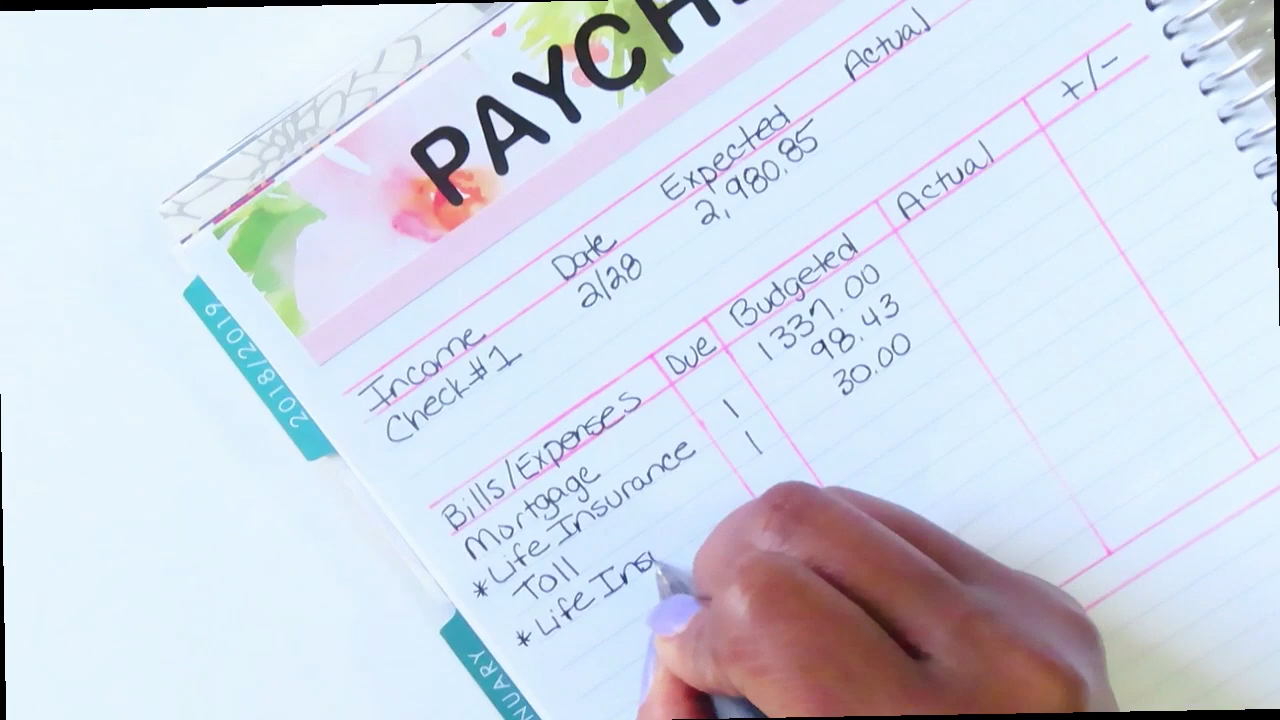 PAYCH
Date Expected Actual
Income 2/28 2,980.85
Check #1
Bills/Expenses Due Budgeted Actual +/-
Mortgage 1 1337.00
*Life Insurance 1 98.43
Toll 30.00
*Life Insu
2018/2019
NUARY